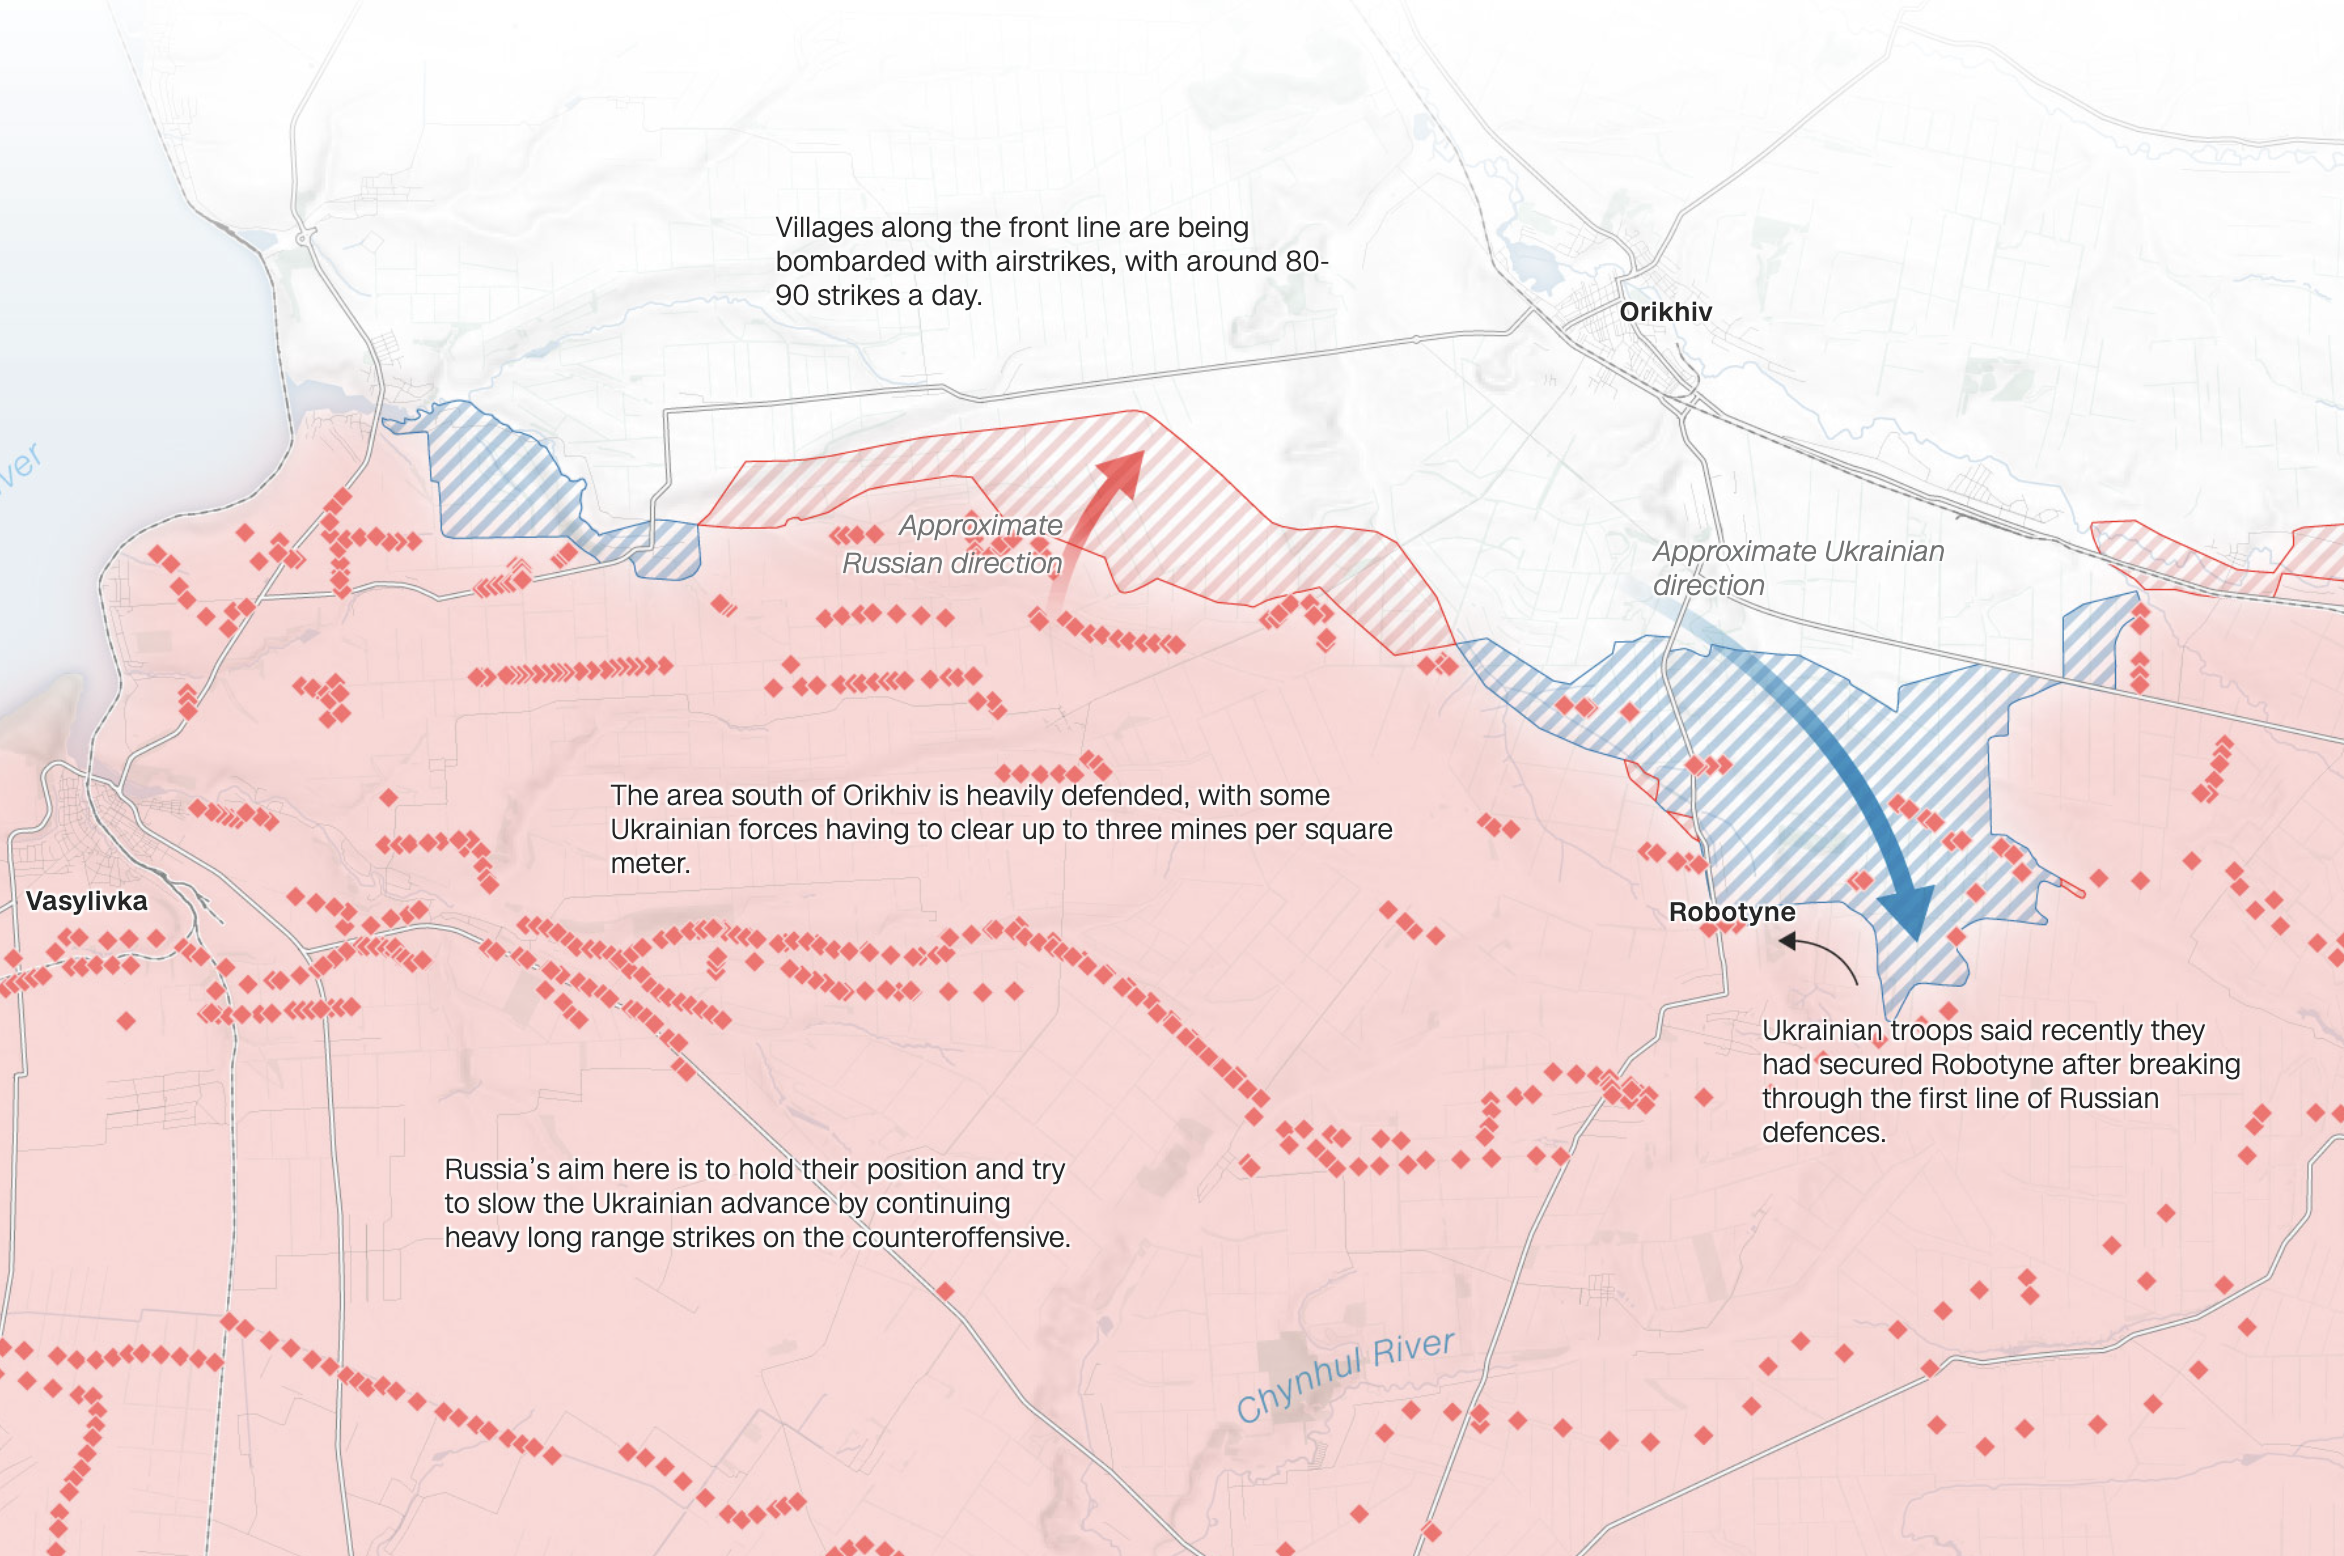 Villages along the front line are being
bombarded with airstrikes, with around 80-
90 strikes a day.
Orikhiv
Approximate
Russian direction
Approximate Ukrainian
direction
The area south of Orikhiv is heavily defended, with some
Ukrainian forces having to clear up to three mines per square
meter.
Vasylivka
Robotyne
Ukrainian troops said recently they
had secured Robotyne after breaking
through the first line of Russian
defences.
Russia’s aim here is to hold their position and try
to slow the Ukrainian advance by continuing
heavy long range strikes on the counteroffensive.
Chynhul River